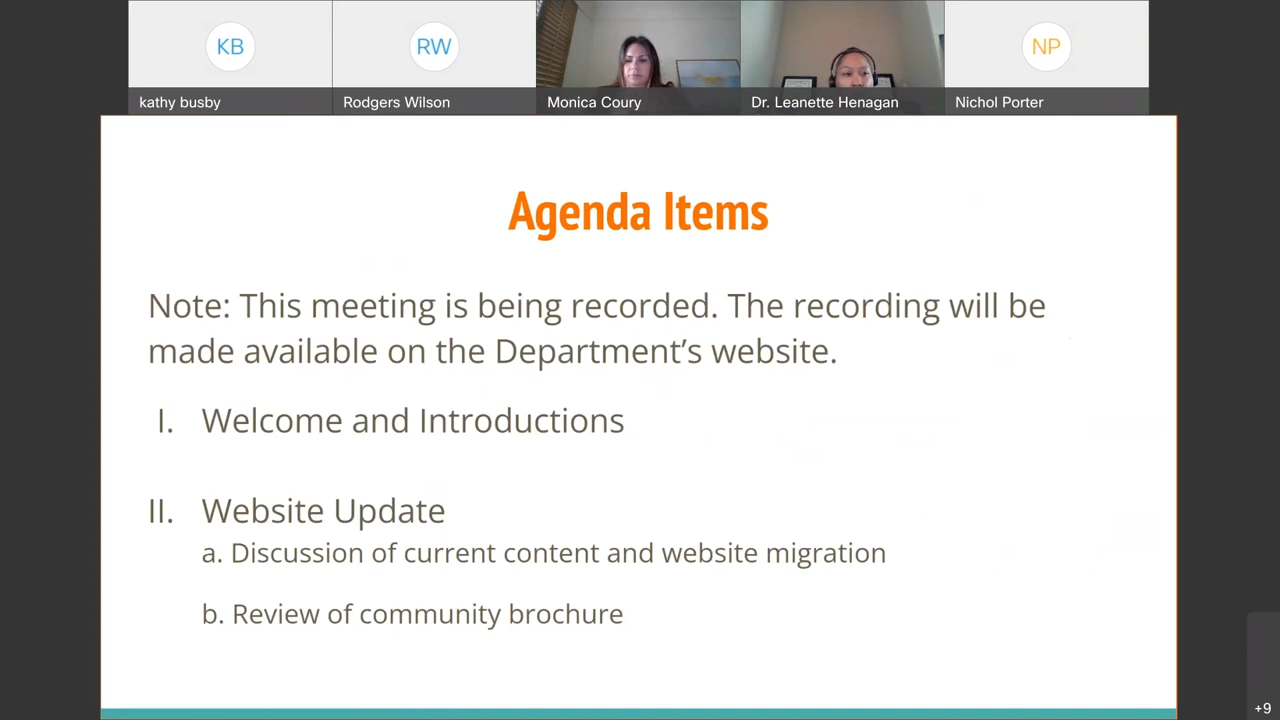 KB
RW
NP
kathy busby
Rodgers Wilson
Monica Coury
Dr. Leanette Henagan
Nichol Porter
Agenda Items
Note: This meeting is being recorded. The recording will be
made available on the Department’s website.
I. Welcome and Introductions
II. Website Update
a. Discussion of current content and website migration
b. Review of community brochure
+9